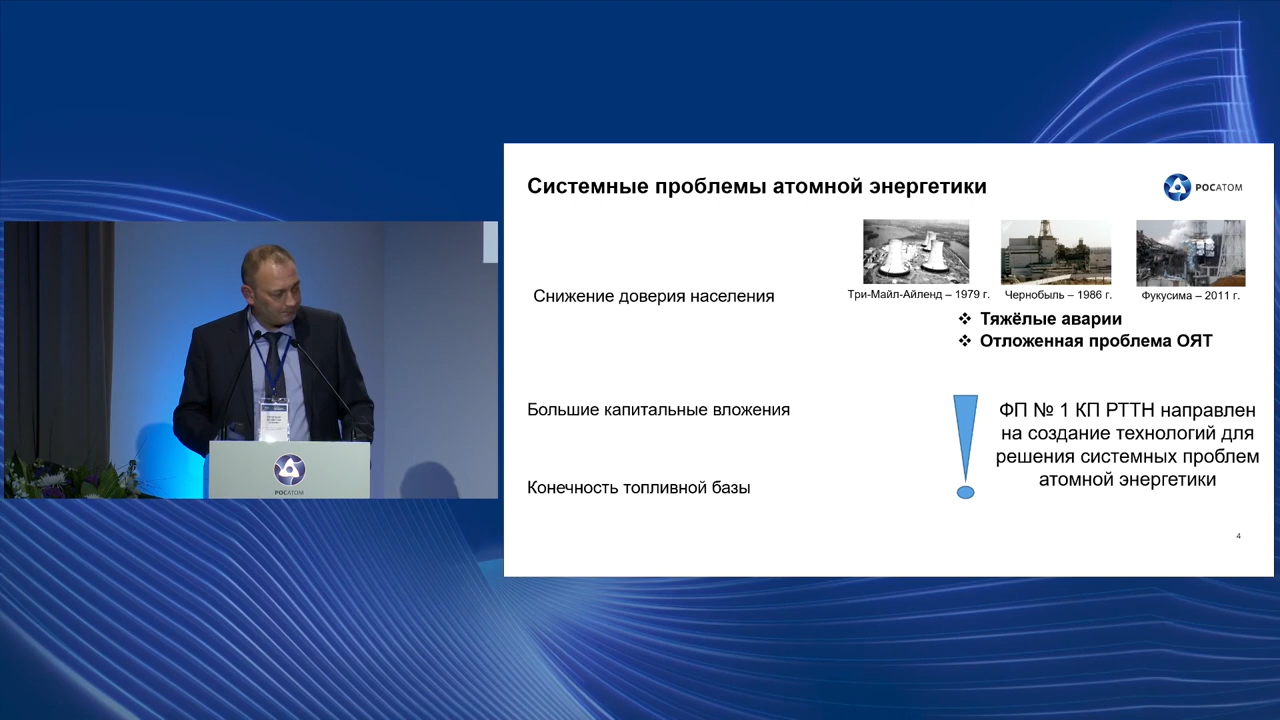 Системные проблемы атомной энергетики
РОСАТОМ
Снижение доверия населения
Три-Майл-Айленд – 1979 г.
Чернобыль – 1986 г.
Фукусима – 2011 г.
❖ Тяжёлые аварии
❖ Отложенная проблема ОЯТ
Большие капитальные вложения
ФП № 1 КП РТТН направлен
на создание технологий для
решения системных проблем
атомной энергетики
Конечность топливной базы
4
РОСАТОМ